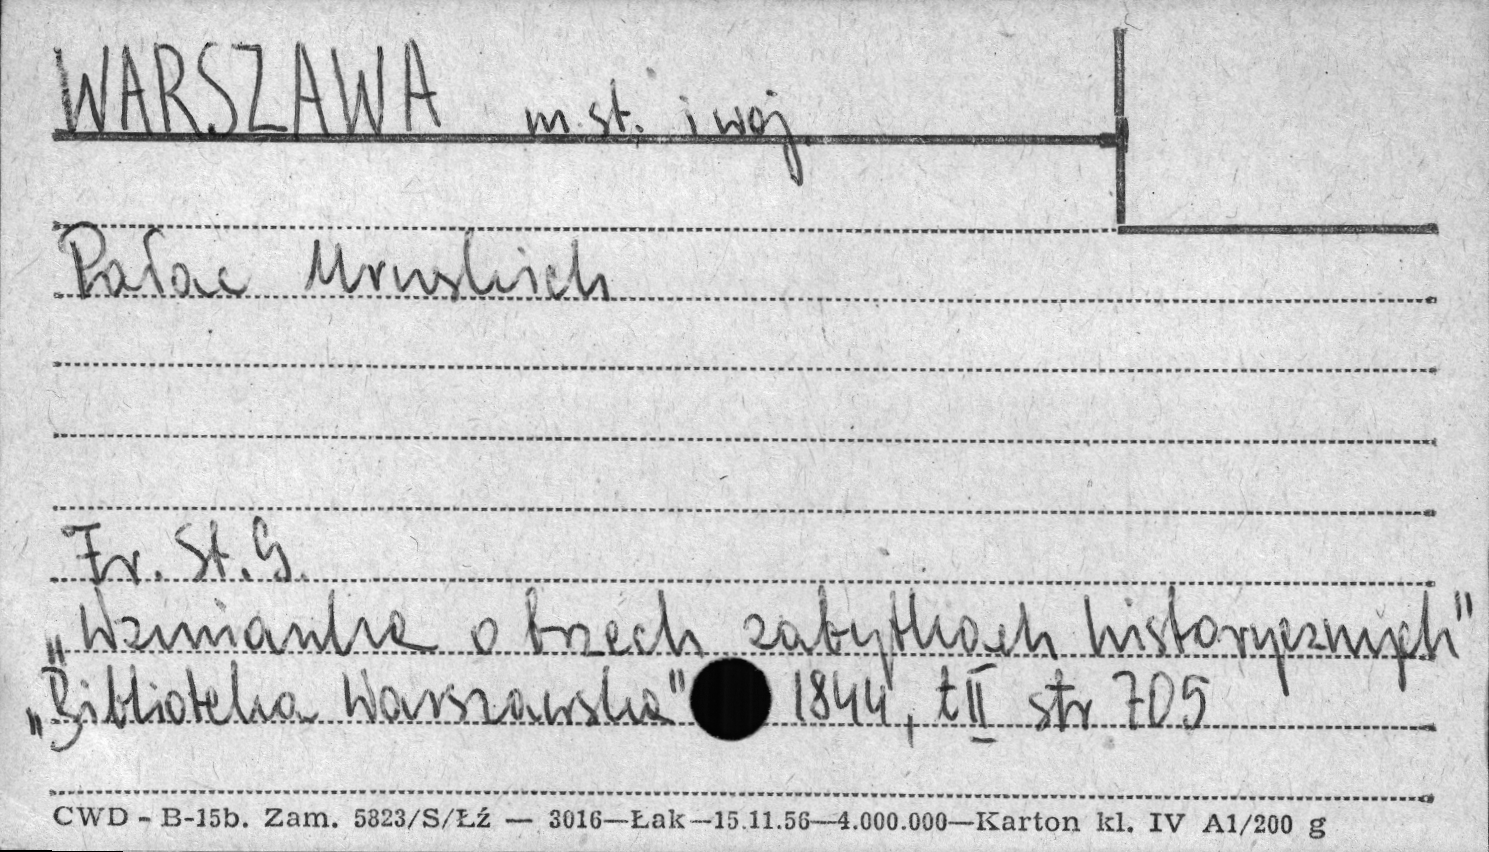 WARSZAWA m.st. i woj
Pałac Uruskich
Fr. St. G.
„Wzmianka o trzech zabytkach historycznych"
„Biblioteka Warszawska" 1844, t II str 705
CWD - B-15b. Zam. 5823/S/Łź — 3016—Łak—15.11.56—4.000.000—Karton kl. IV A1/200 g